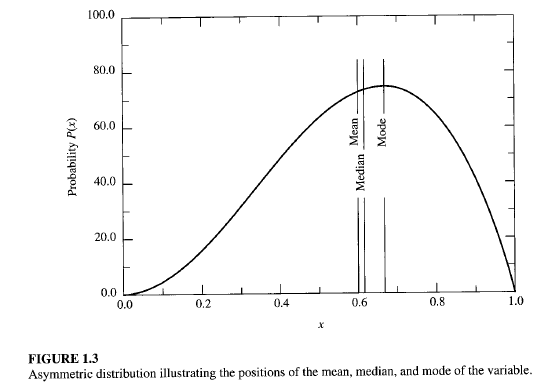 100.0
80.0
60.0
40.0
20.0
0.0
Probability P(x)
Mean
Median
Mode
0.0 0.2 0.4 0.6 0.8 1.0
x
FIGURE 1.3
Asymmetric distribution illustrating the positions of the mean, median, and mode of the variable.